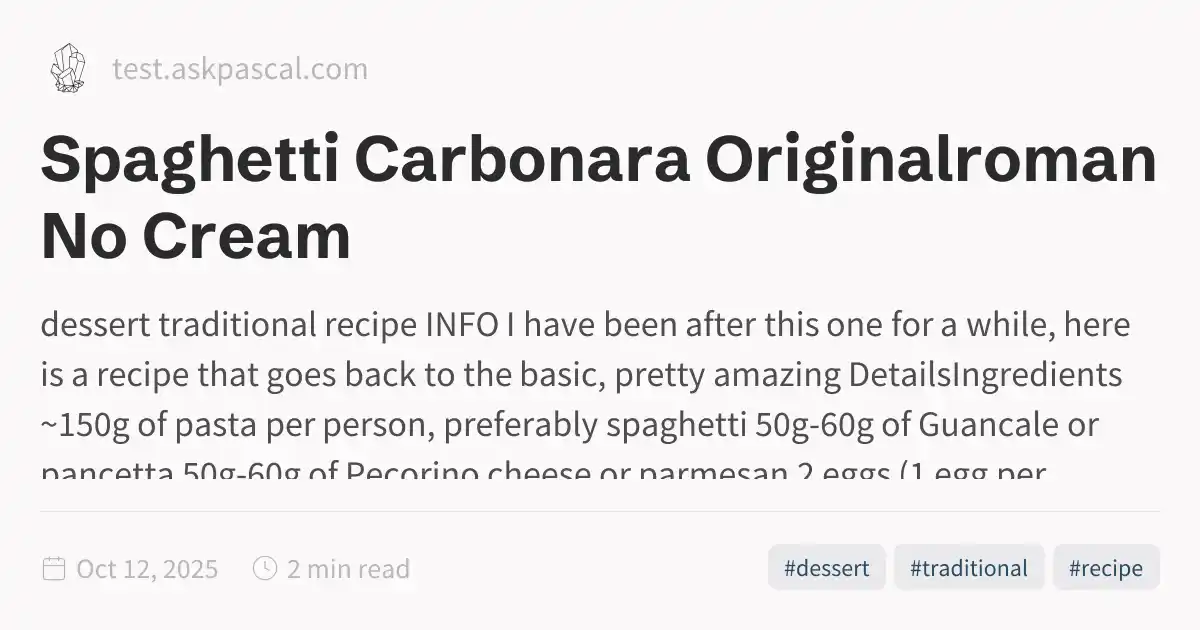 test.askpascal.com
Spaghetti Carbonara Originalroman
No Cream
dessert traditional recipe INFO I have been after this one for a while, here
is a recipe that goes back to the basic, pretty amazing DetailsIngredients
~150g of pasta per person, preferably spaghetti 50g-60g of Guancale or
pancetta 50g-60g of Pecorino cheese or parmesan 2 eggs (1 egg per
Oct 12, 2025 2 min read #dessert #traditional #recipe